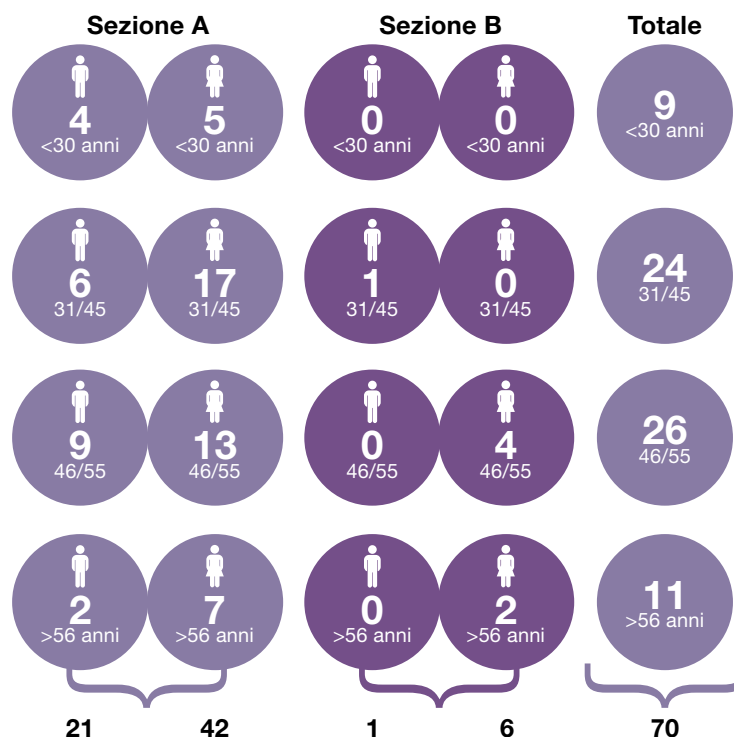 Sezione A Sezione B Totale
4 5 0 0 9
<30 anni <30 anni <30 anni <30 anni <30 anni
6 17 1 0 24
31/45 31/45 31/45 31/45 31/45
9 13 0 4 26
46/55 46/55 46/55 46/55 46/55
2 7 0 2 11
>56 anni >56 anni >56 anni >56 anni >56 anni
21 42 1 6 70